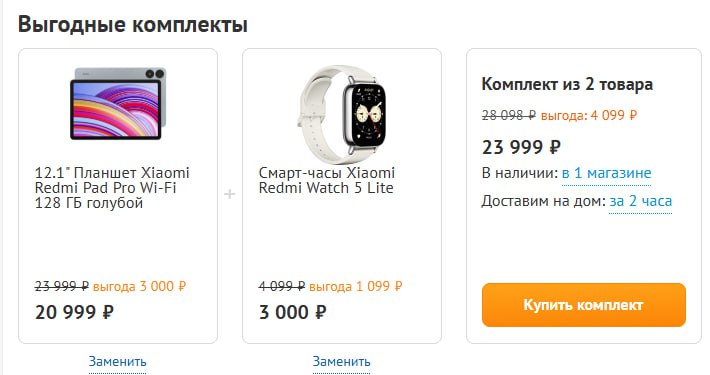 Выгодные комплекты
12.1" Планшет Xiaomi
Redmi Pad Pro Wi-Fi
128 ГБ голубой
23 999 ₽ выгода 3 000 ₽
20 999 ₽
Заменить
+
Смарт-часы Xiaomi
Redmi Watch 5 Lite
4 099 ₽ выгода 1 099 ₽
3 000 ₽
Заменить
Комплект из 2 товара
28 098 ₽ выгода: 4 099 ₽
23 999 ₽
В наличии: в 1 магазине
Доставим на дом: за 2 часа
Купить комплект